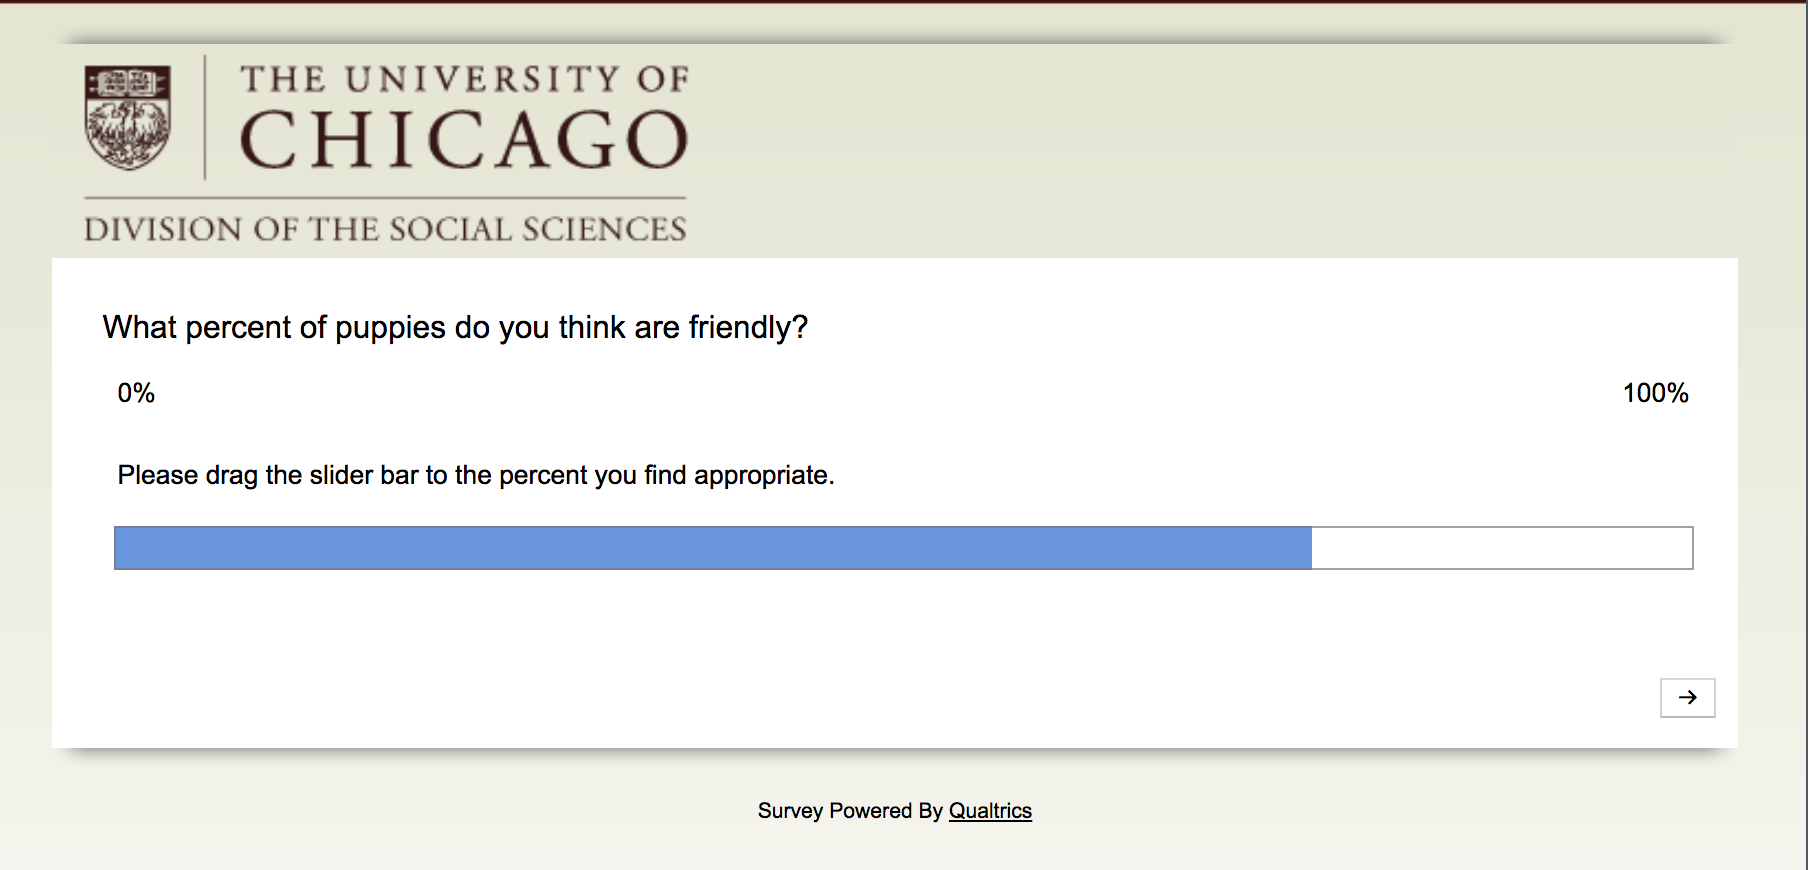 THE UNIVERSITY OF
CHICAGO
DIVISION OF THE SOCIAL SCIENCES
What percent of puppies do you think are friendly?
0% 100%
Please drag the slider bar to the percent you find appropriate.
→
Survey Powered By Qualtrics